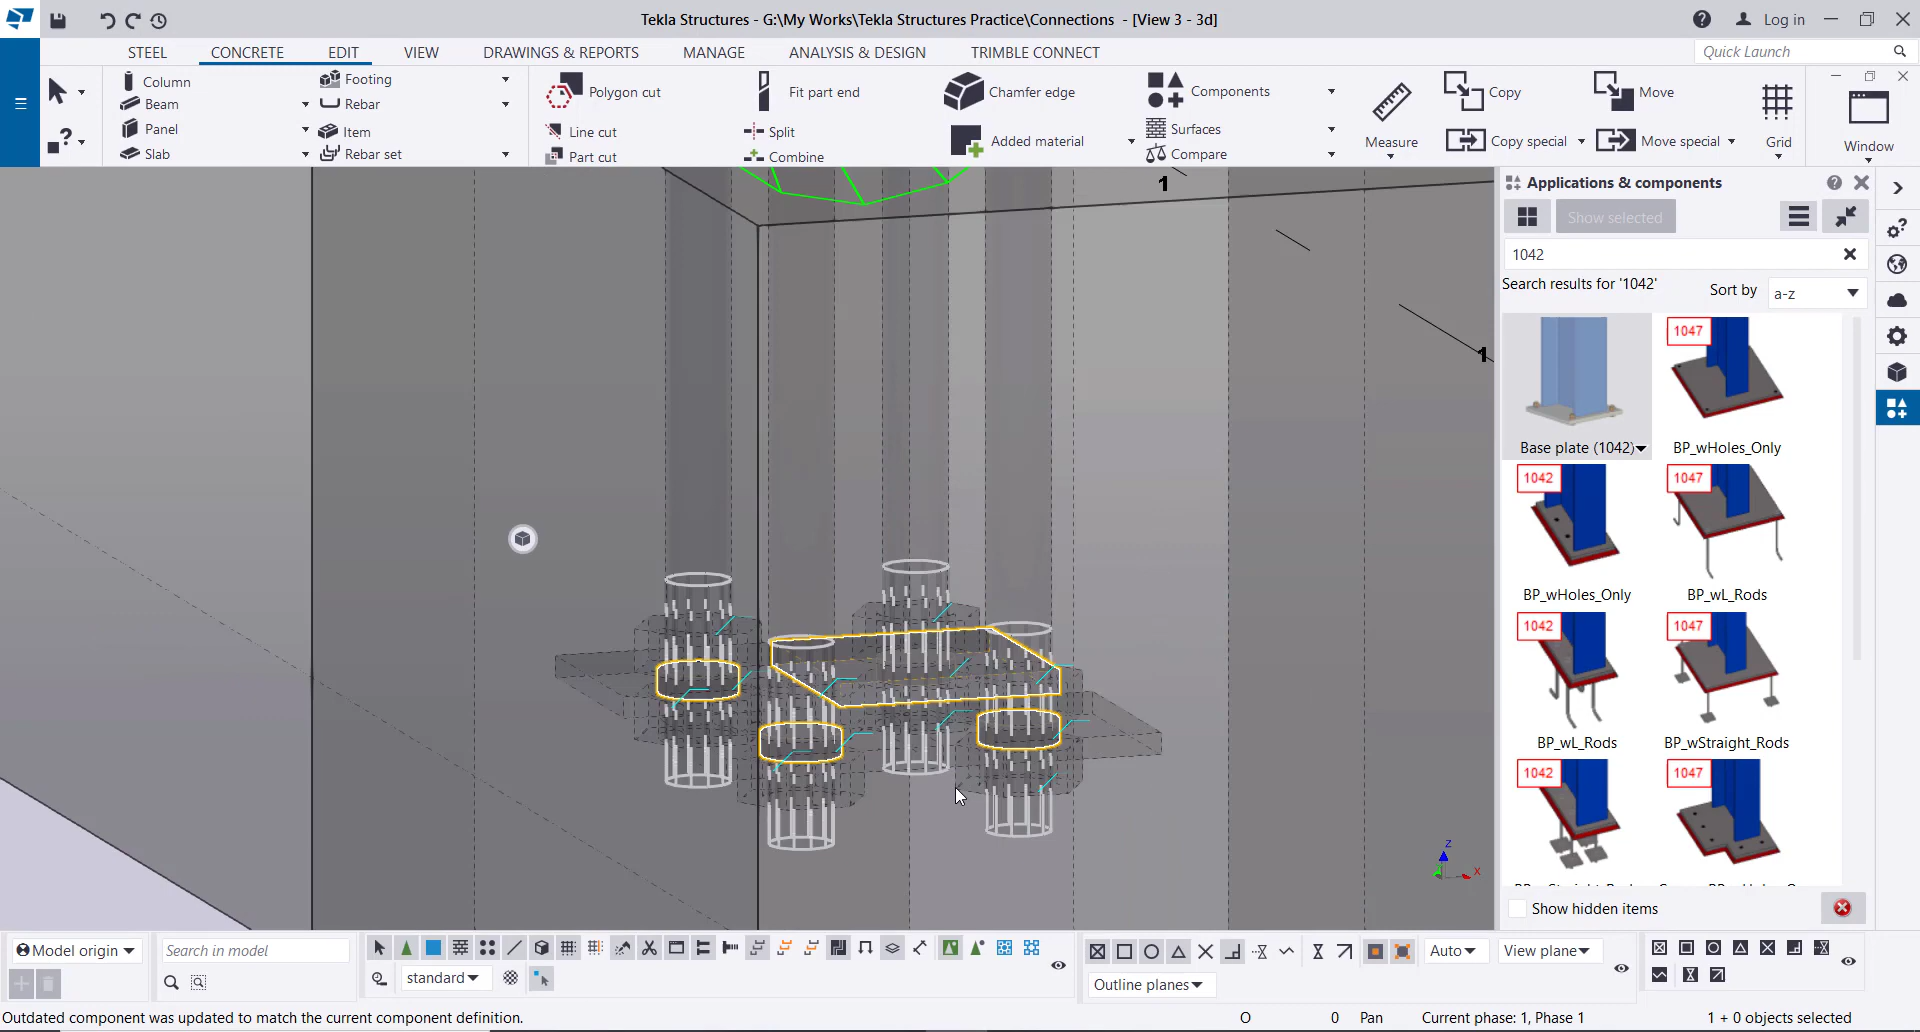 Tekla Structures - G:\My Works\Tekla Structures Practice\Connections - [View 3 - 3d]
Log in
STEEL CONCRETE EDIT VIEW DRAWINGS & REPORTS MANAGE ANALYSIS & DESIGN TRIMBLE CONNECT
Quick Launch
Column
Beam
Panel
Slab
Footing
Rebar
Item
Rebar set
Polygon cut
Line cut
Part cut
Fit part end
Split
Combine
Chamfer edge
Added material
Components
Surfaces
Compare
Measure
Copy
Copy special
Move
Move special
Grid
Window
1
1
Applications & components
Show selected
1042
Search results for '1042'
Sort by
a-z
Base plate (1042)
1047
BP_wHoles_Only
1042
BP_wHoles_Only
1047
BP_wL_Rods
1042
BP_wL_Rods
1047
BP_wStraight_Rods
1042
1047
Show hidden items
z
x
Model origin
Search in model
standard
Auto
View plane
Outline planes
Outdated component was updated to match the current component definition.
O 0 Pan Current phase: 1, Phase 1 1 + 0 objects selected